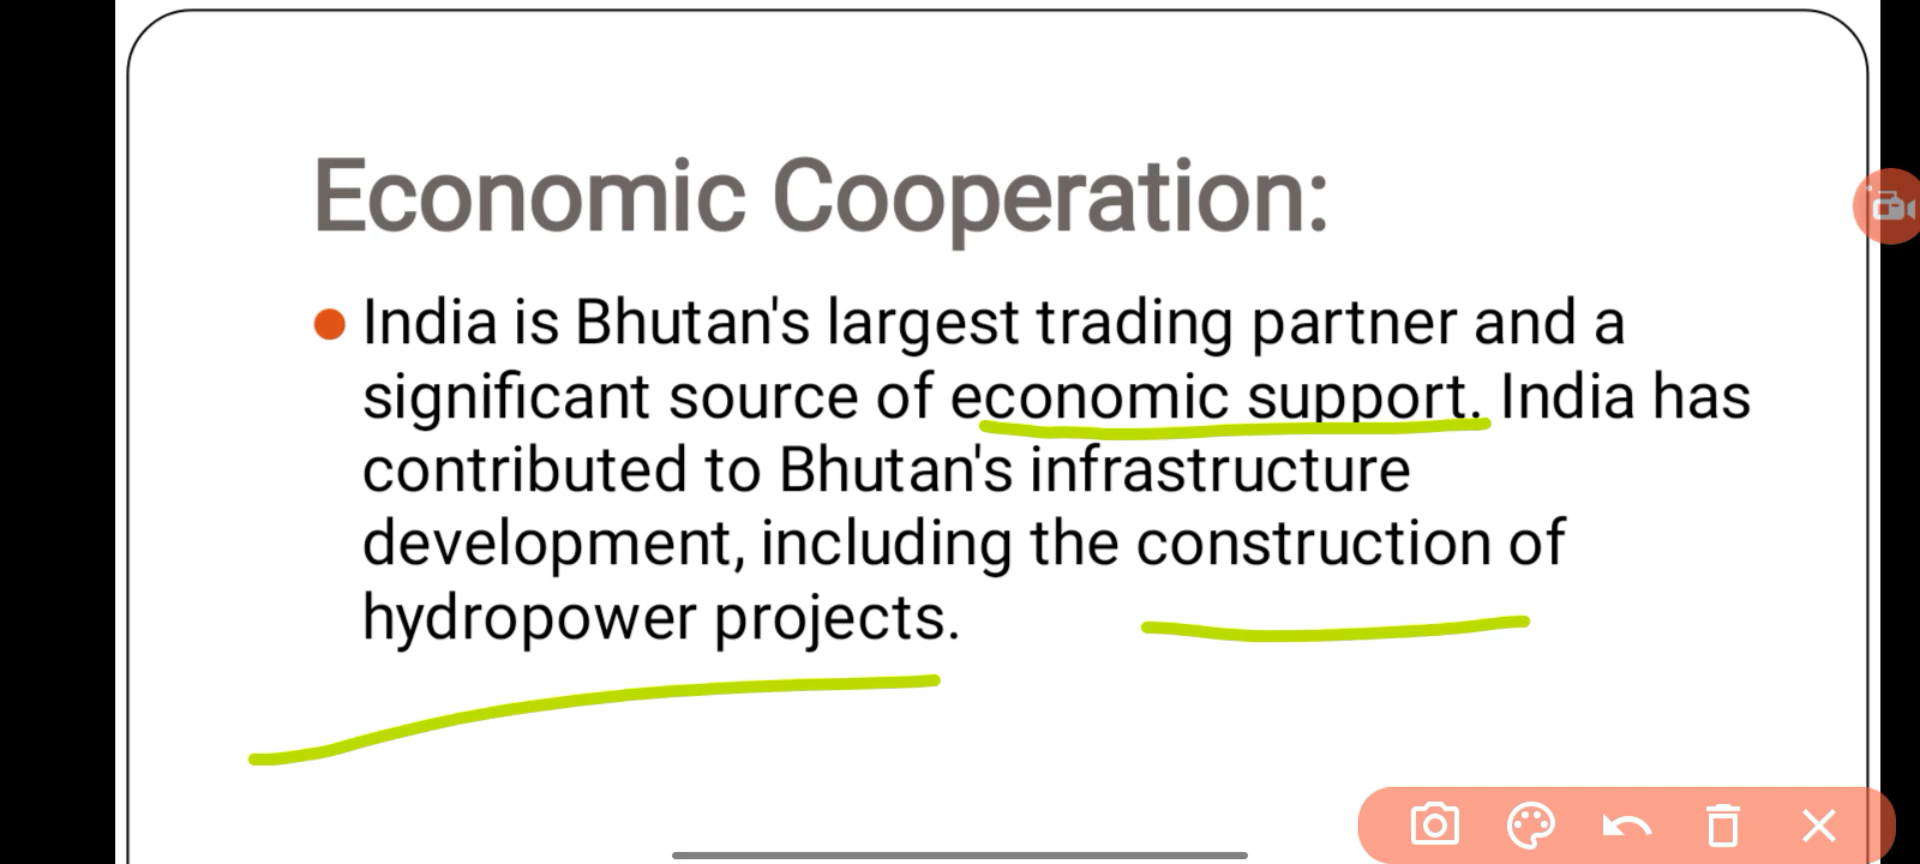 Economic Cooperation:
India is Bhutan's largest trading partner and a
significant source of economic support. India has
contributed to Bhutan's infrastructure
development, including the construction of
hydropower projects.